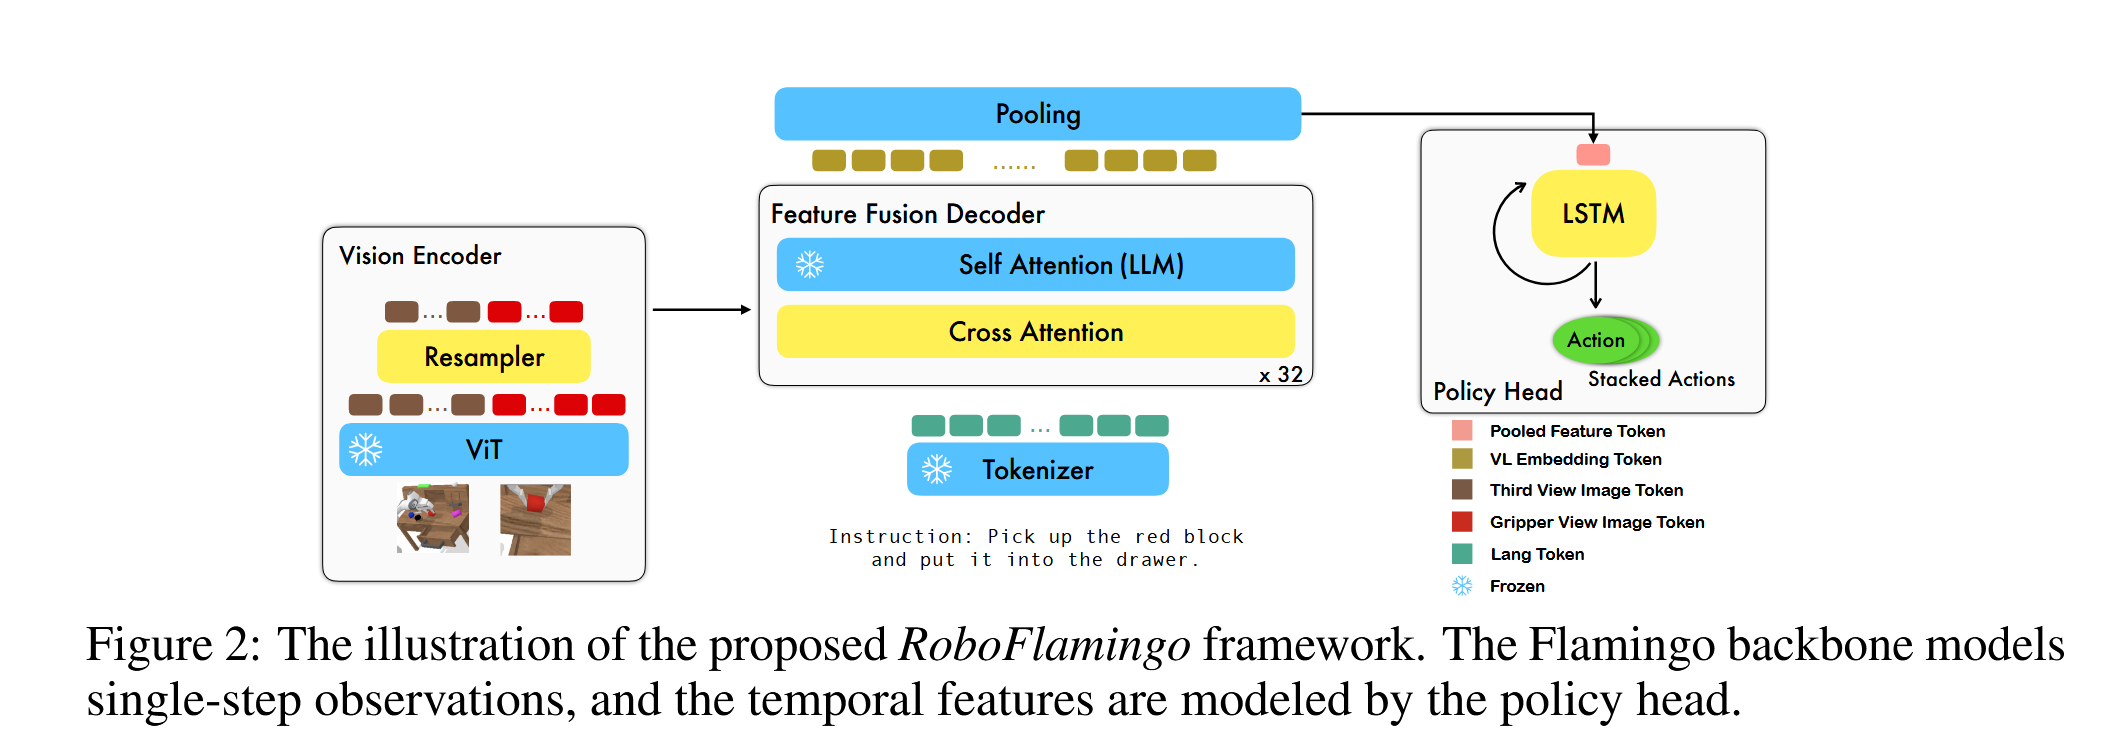 Pooling
......
Feature Fusion Decoder
Self Attention (LLM)
Cross Attention
x 32
Vision Encoder
...
...
Resampler
...
...
ViT
...
Tokenizer
Instruction: Pick up the red block
and put it into the drawer.
LSTM
Action
Stacked Actions
Policy Head
Pooled Feature Token
VL Embedding Token
Third View Image Token
Gripper View Image Token
Lang Token
Frozen
Figure 2: The illustration of the proposed RoboFlamingo framework. The Flamingo backbone models
single-step observations, and the temporal features are modeled by the policy head.